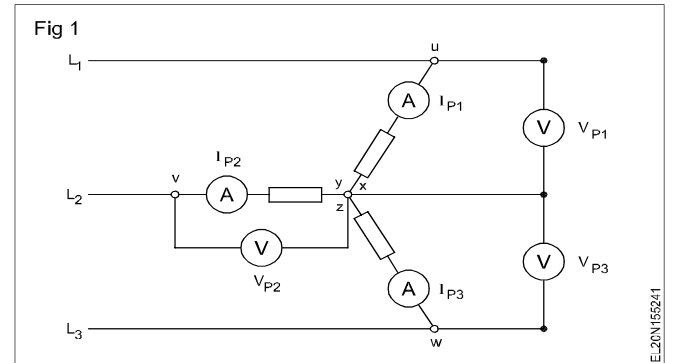 Fig 1
L1
u
A
IP1
V
VP1
IP2
v
A
y
x
L2
z
V
VP2
V
VP3
A
IP3
L3
w
EL20N155241